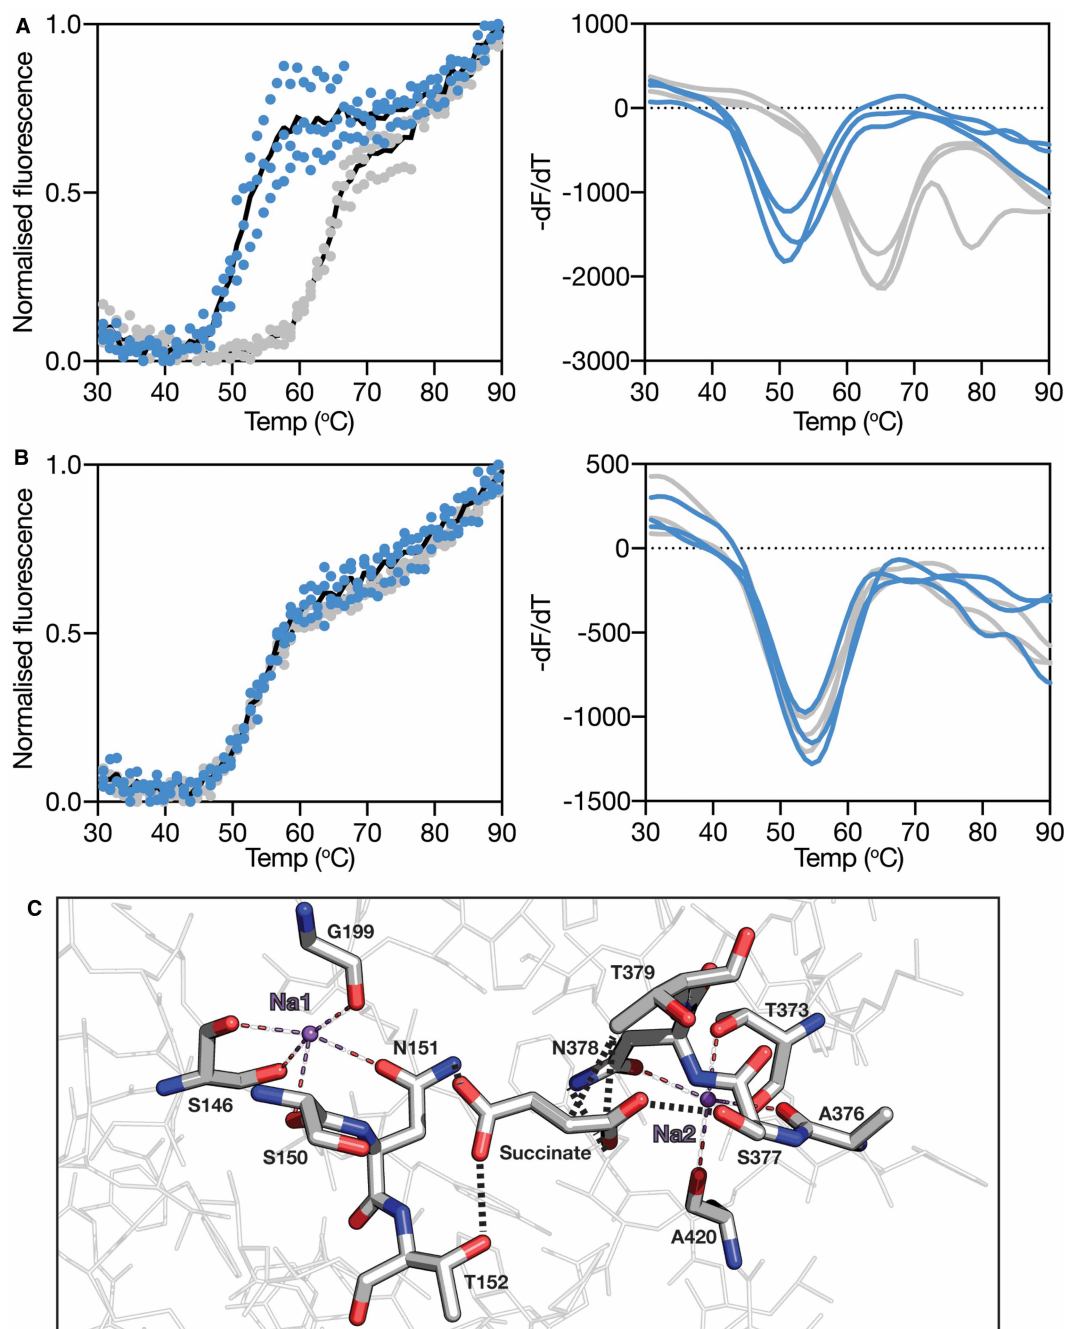 A
Normalised fluorescence
1.0
0.5
0.0
30 40 50 60 70 80 90
Temp (°C)
-dF/dT
1000
0
-1000
-2000
-3000
30 40 50 60 70 80 90
Temp (°C)
B
Normalised fluorescence
1.0
0.5
0.0
30 40 50 60 70 80 90
Temp (°C)
-dF/dT
500
0
-500
-1000
-1500
30 40 50 60 70 80 90
Temp (°C)
C
G199
Na1
S146
S150
N151
T152
Succinate
T379
T373
N378
Na2
A376
S377
A420